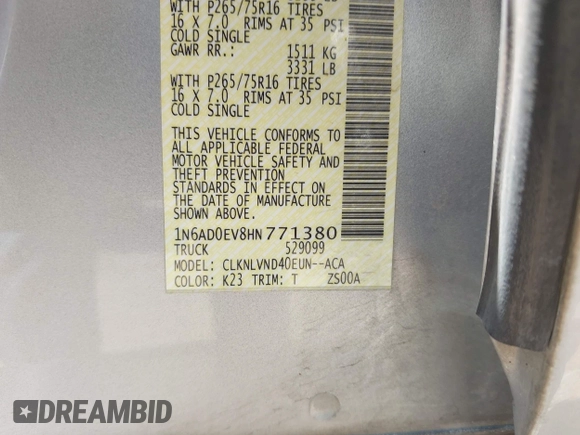 WITH P265/75R16 TIRES
16 X 7.0 RIMS AT 35 PSI
COLD SINGLE
GAWR RR.: 1511 KG
3331 LB
WITH P265/75R16 TIRES
16 X 7.0 RIMS AT 35 PSI
COLD SINGLE
THIS VEHICLE CONFORMS TO
ALL APPLICABLE FEDERAL
MOTOR VEHICLE SAFETY AND
THEFT PREVENTION
STANDARDS IN EFFECT ON
THE DATE OF MANUFACTURE
SHOWN ABOVE.
1N6AD0EV8HN771380
TRUCK 529099
MODEL: CLKNLVND40EUN--ACA
COLOR: K23 TRIM: T ZS00A
DREAMBID